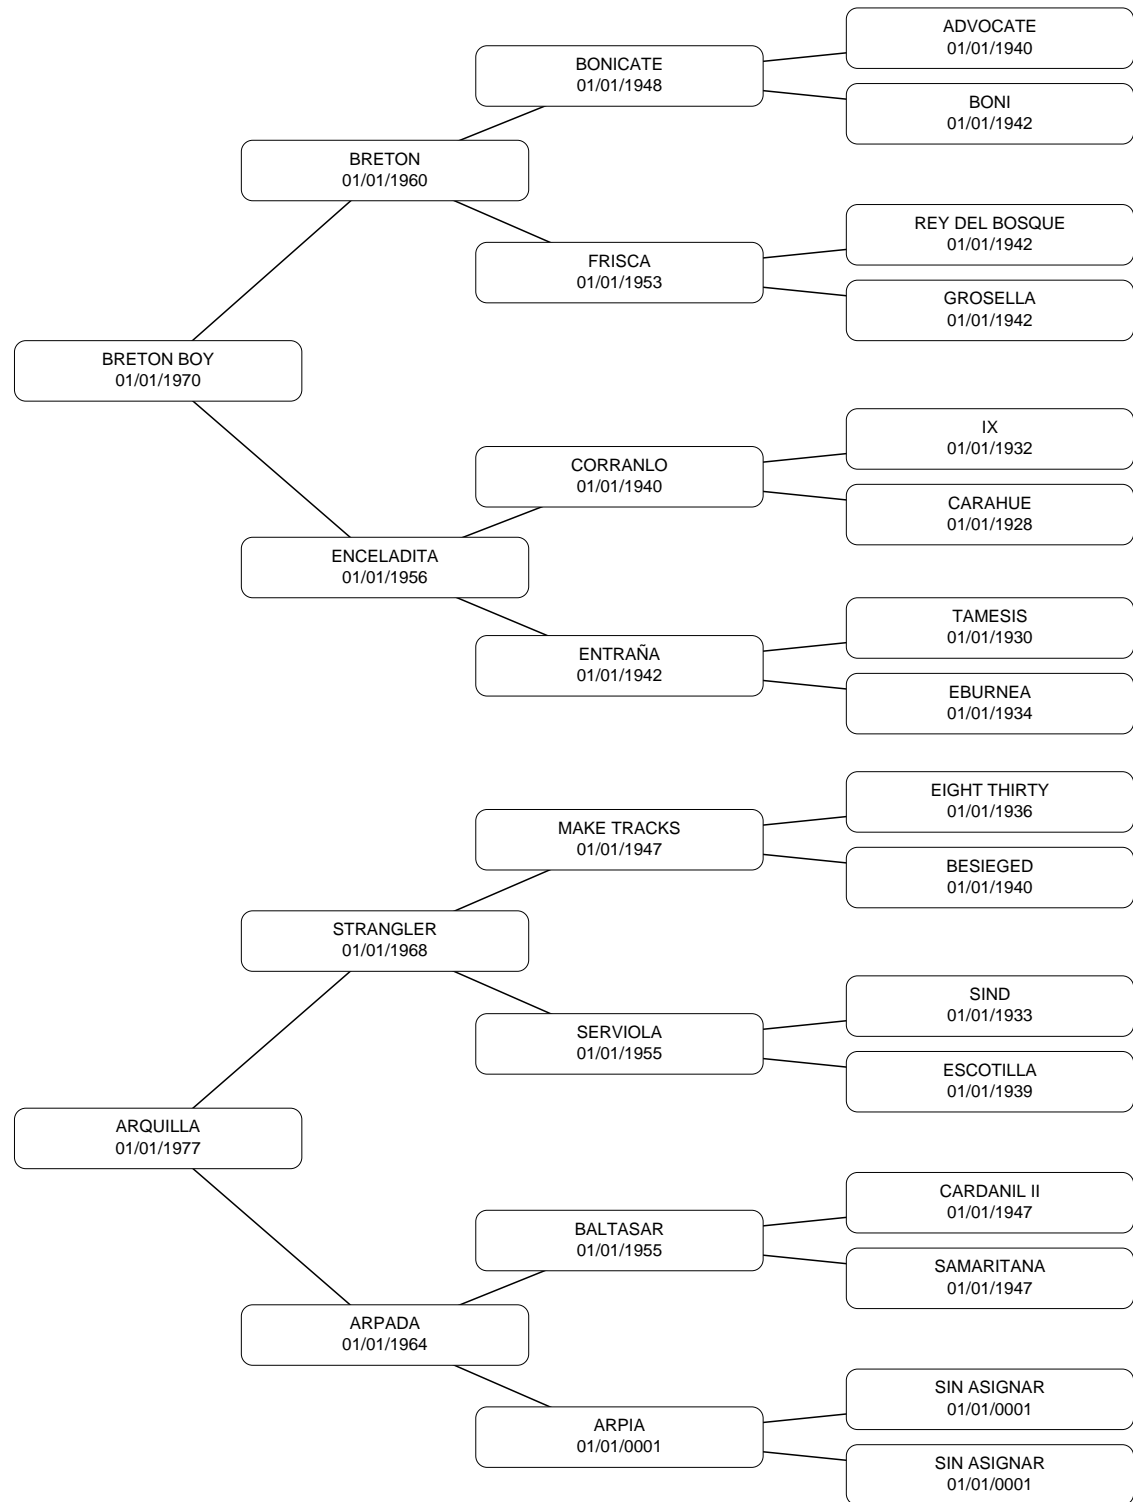 ADVOCATE
01/01/1940
BONICATE
01/01/1948
BONI
01/01/1942
BRETON
01/01/1960
REY DEL BOSQUE
01/01/1942
FRISCA
01/01/1953
GROSELLA
01/01/1942
BRETON BOY
01/01/1970
IX
01/01/1932
CORRANLO
01/01/1940
CARAHUE
01/01/1928
ENCELADITA
01/01/1956
TAMESIS
01/01/1930
ENTRAÑA
01/01/1942
EBURNEA
01/01/1934
EIGHT THIRTY
01/01/1936
MAKE TRACKS
01/01/1947
BESIEGED
01/01/1940
STRANGLER
01/01/1968
SIND
01/01/1933
SERVIOLA
01/01/1955
ESCOTILLA
01/01/1939
ARQUILLA
01/01/1977
CARDANIL II
01/01/1947
BALTASAR
01/01/1955
SAMARITANA
01/01/1947
ARPADA
01/01/1964
SIN ASIGNAR
01/01/0001
ARPIA
01/01/0001
SIN ASIGNAR
01/01/0001